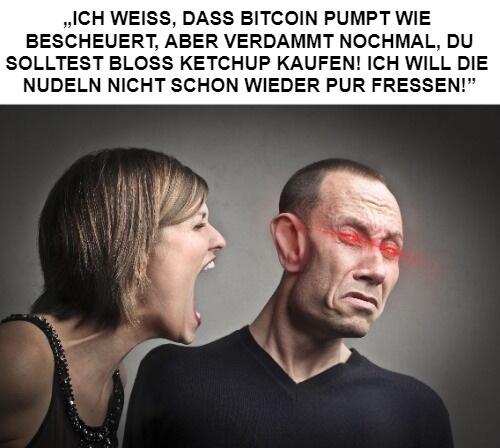 „ICH WEISS, DASS BITCOIN PUMPT WIE
BESCHEUERT, ABER VERDAMMT NOCHMAL, DU
SOLLTEST BLOSS KETCHUP KAUFEN! ICH WILL DIE
NUDELN NICHT SCHON WIEDER PUR FRESSEN!”